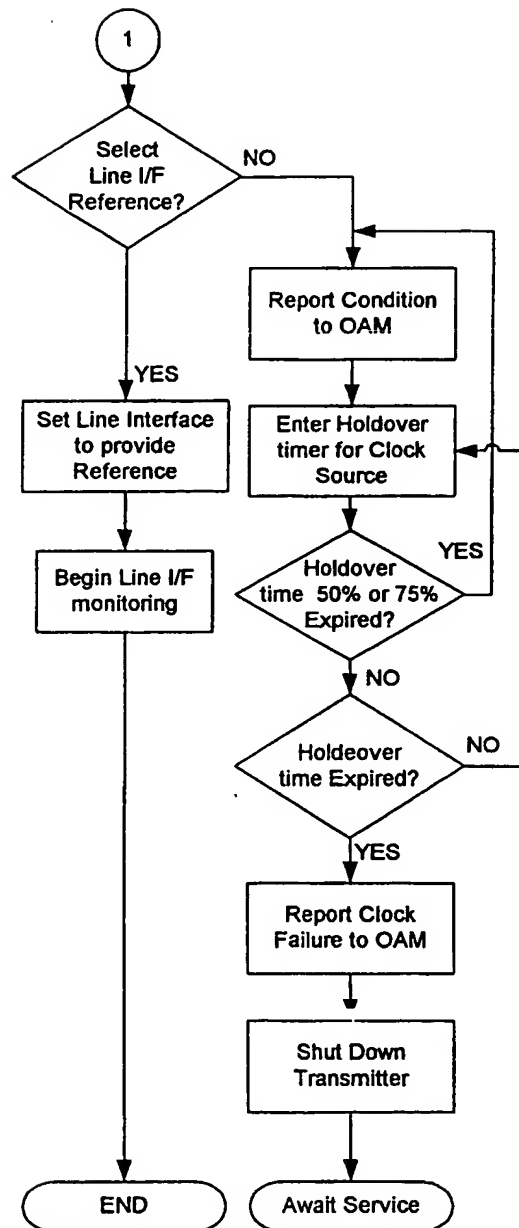 1
Select
Line I/F
Reference?
NO
Report Condition
to OAM
YES
Set Line Interface
to provide
Reference
Enter Holdover
timer for Clock
Source
Begin Line I/F
monitoring
YES
Holdover
time 50% or 75%
Expired?
NO
Holdeover
time Expired?
NO
YES
Report Clock
Failure to OAM
Shut Down
Transmitter
END
Await Service